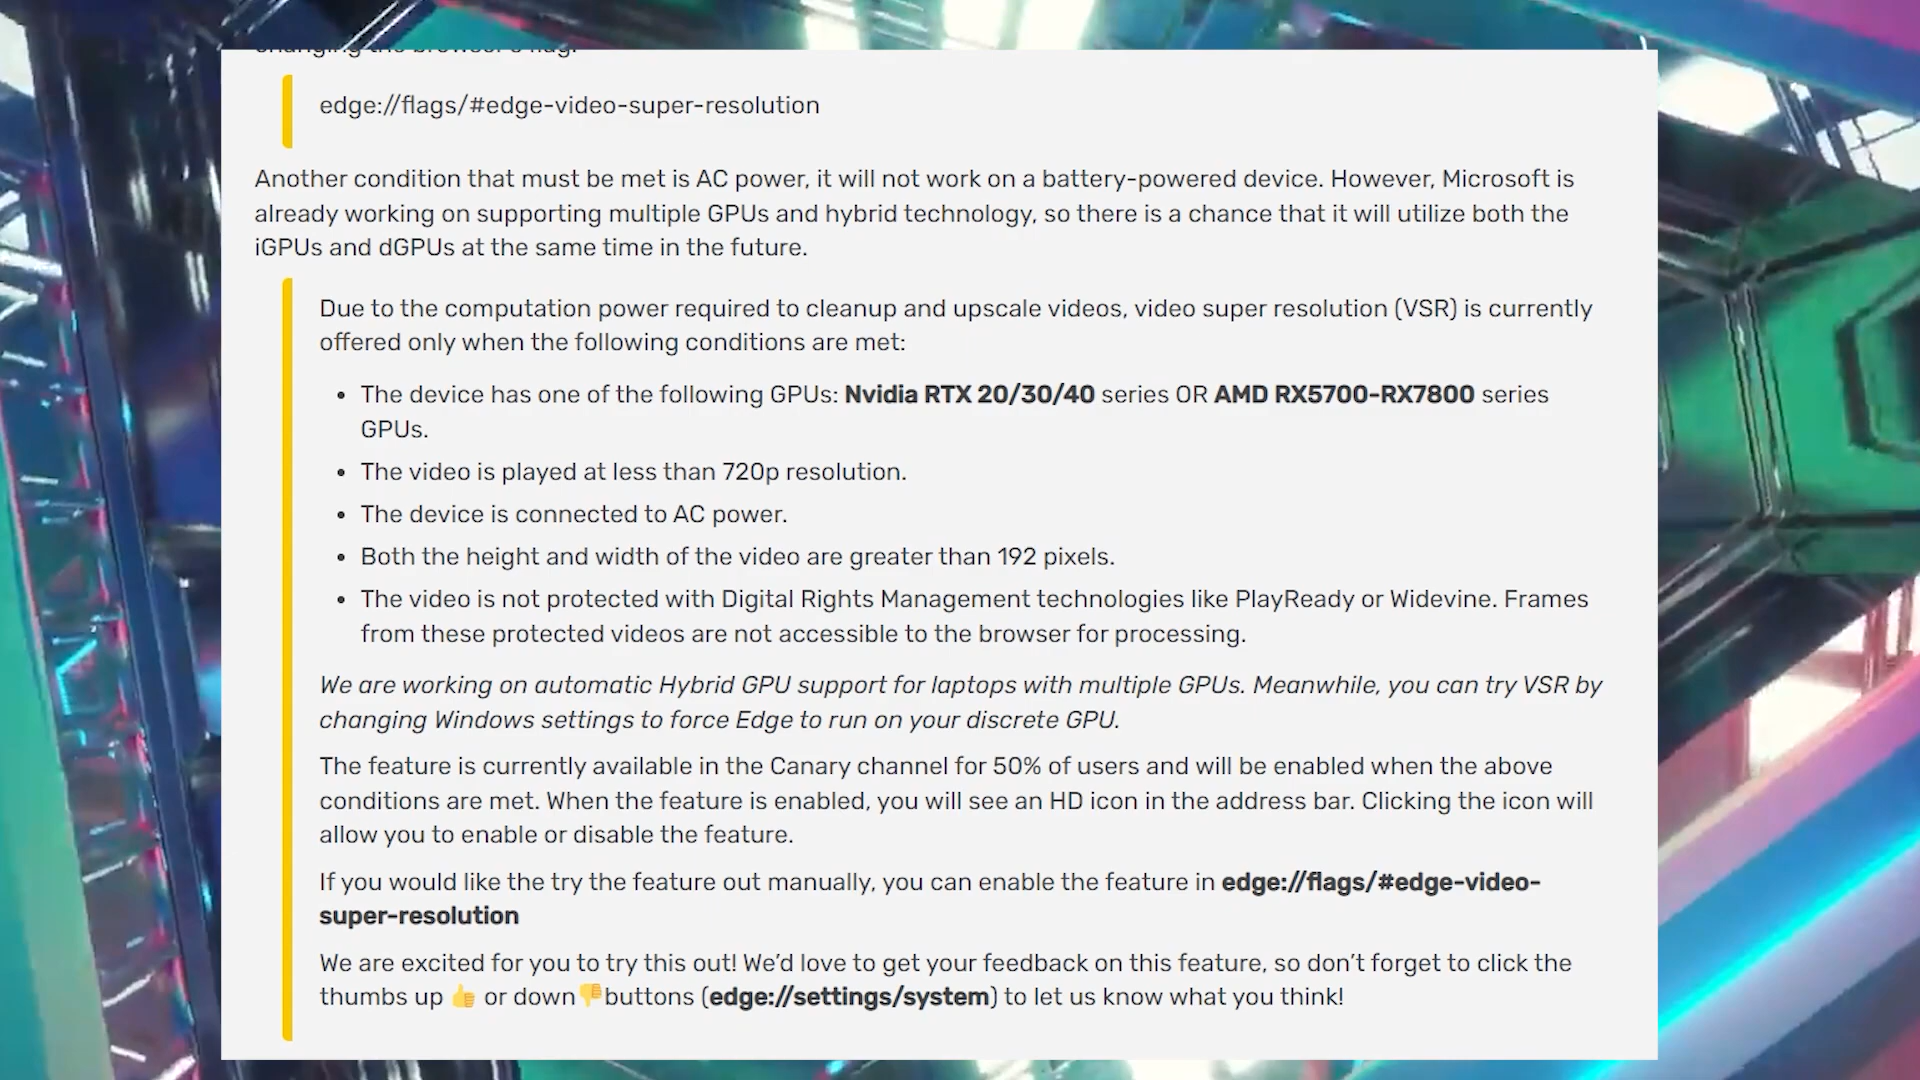 changing the browser's flag.
edge://flags/#edge-video-super-resolution
Another condition that must be met is AC power, it will not work on a battery-powered device. However, Microsoft is
already working on supporting multiple GPUs and hybrid technology, so there is a chance that it will utilize both the
iGPUs and dGPUs at the same time in the future.
Due to the computation power required to cleanup and upscale videos, video super resolution (VSR) is currently
offered only when the following conditions are met:
• The device has one of the following GPUs: Nvidia RTX 20/30/40 series OR AMD RX5700-RX7800 series
GPUs.
• The video is played at less than 720p resolution.
• The device is connected to AC power.
• Both the height and width of the video are greater than 192 pixels.
• The video is not protected with Digital Rights Management technologies like PlayReady or Widevine. Frames
from these protected videos are not accessible to the browser for processing.
We are working on automatic Hybrid GPU support for laptops with multiple GPUs. Meanwhile, you can try VSR by
changing Windows settings to force Edge to run on your discrete GPU.
The feature is currently available in the Canary channel for 50% of users and will be enabled when the above
conditions are met. When the feature is enabled, you will see an HD icon in the address bar. Clicking the icon will
allow you to enable or disable the feature.
If you would like the try the feature out manually, you can enable the feature in edge://flags/#edge-video-
super-resolution
We are excited for you to try this out! We’d love to get your feedback on this feature, so don’t forget to click the
thumbs up 👍 or down👎buttons (edge://settings/system) to let us know what you think!